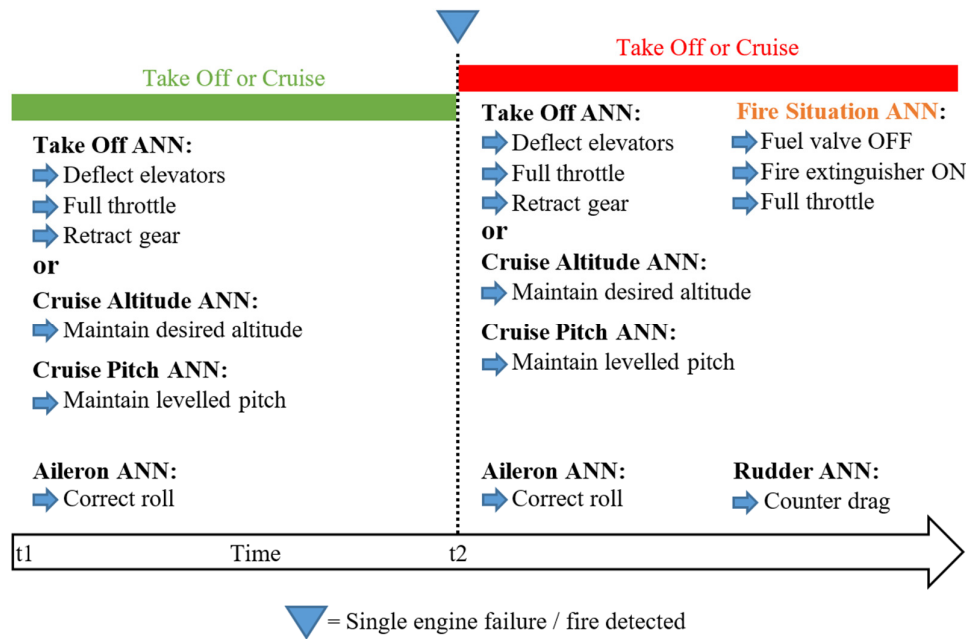 Take Off or Cruise
Take Off ANN:
Deflect elevators
Full throttle
Retract gear
or
Cruise Altitude ANN:
Maintain desired altitude
Cruise Pitch ANN:
Maintain levelled pitch
Aileron ANN:
Correct roll
Take Off or Cruise
Take Off ANN:
Deflect elevators
Full throttle
Retract gear
or
Cruise Altitude ANN:
Maintain desired altitude
Cruise Pitch ANN:
Maintain levelled pitch
Aileron ANN:
Correct roll
Fire Situation ANN:
Fuel valve OFF
Fire extinguisher ON
Full throttle
Rudder ANN:
Counter drag
t1 Time t2
= Single engine failure / fire detected